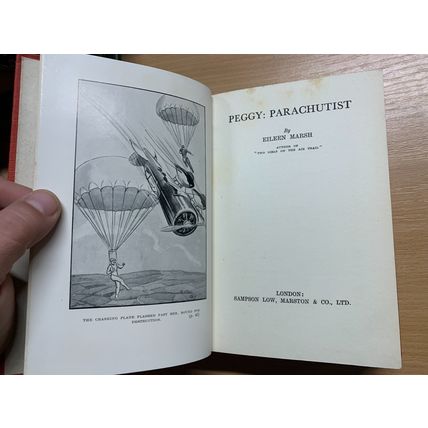 THE CRASHING PLANE FLASHED PAST HER, BOUND FOR
DESTRUCTION.
PEGGY: PARACHUTIST
By
EILEEN MARSH
AUTHOR OF
"TWO GIRLS ON THE AIR TRAIL"
LONDON:
SAMPSON LOW, MARSTON & CO., LTD.